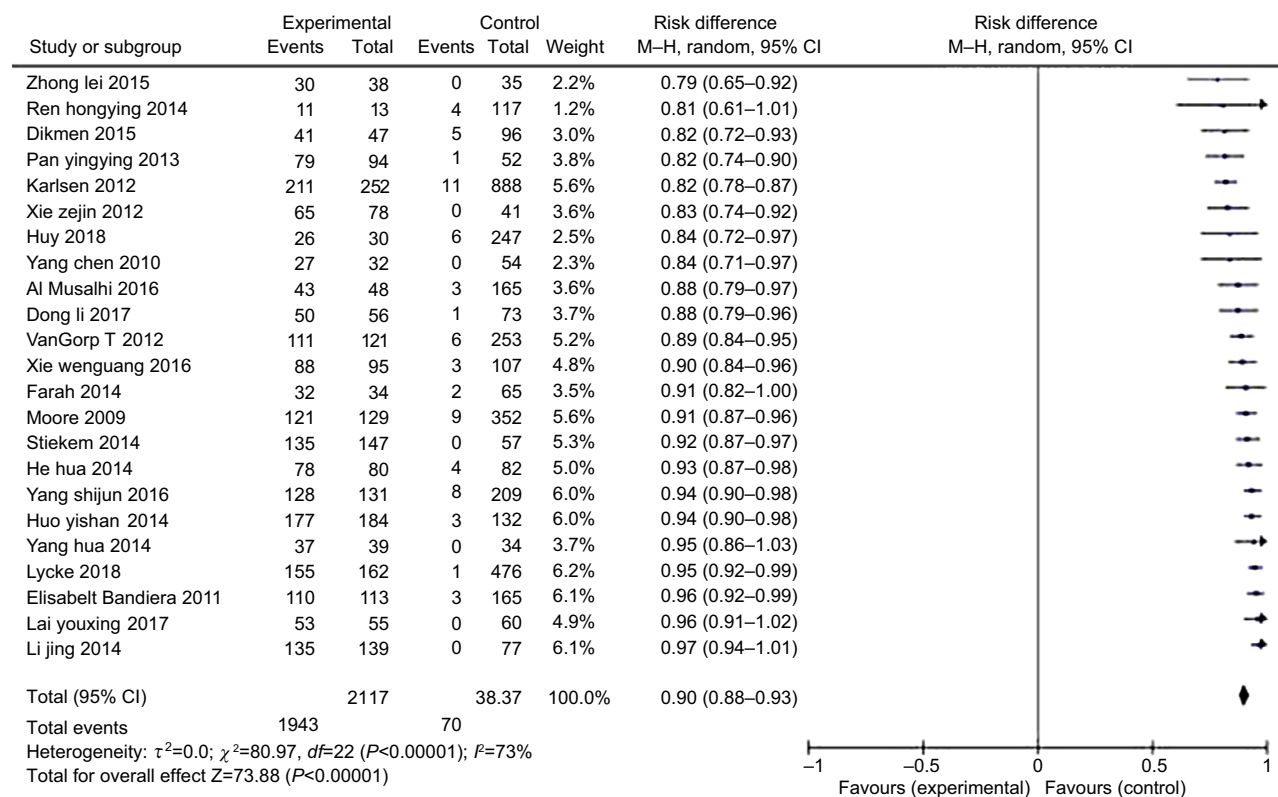 Experimental Control Risk difference Risk difference
Study or subgroup Events Total Events Total Weight M–H, random, 95% CI M–H, random, 95% CI
Zhong lei 2015 30 38 0 35 2.2% 0.79 (0.65–0.92)
Ren hongying 2014 11 13 4 117 1.2% 0.81 (0.61–1.01)
Dikmen 2015 41 47 5 96 3.0% 0.82 (0.72–0.93)
Pan yingying 2013 79 94 1 52 3.8% 0.82 (0.74–0.90)
Karlsen 2012 211 252 11 888 5.6% 0.82 (0.78–0.87)
Xie zejin 2012 65 78 0 41 3.6% 0.83 (0.74–0.92)
Huy 2018 26 30 6 247 2.5% 0.84 (0.72–0.97)
Yang chen 2010 27 32 0 54 2.3% 0.84 (0.71–0.97)
Al Musalhi 2016 43 48 3 165 3.6% 0.88 (0.79–0.97)
Dong li 2017 50 56 1 73 3.7% 0.88 (0.79–0.96)
VanGorp T 2012 111 121 6 253 5.2% 0.89 (0.84–0.95)
Xie wenguang 2016 88 95 3 107 4.8% 0.90 (0.84–0.96)
Farah 2014 32 34 2 65 3.5% 0.91 (0.82–1.00)
Moore 2009 121 129 9 352 5.6% 0.91 (0.87–0.96)
Stiekem 2014 135 147 0 57 5.3% 0.92 (0.87–0.97)
He hua 2014 78 80 4 82 5.0% 0.93 (0.87–0.98)
Yang shijun 2016 128 131 8 209 6.0% 0.94 (0.90–0.98)
Huo yishan 2014 177 184 3 132 6.0% 0.94 (0.90–0.98)
Yang hua 2014 37 39 0 34 3.7% 0.95 (0.86–1.03)
Lycke 2018 155 162 1 476 6.2% 0.95 (0.92–0.99)
Elisabelt Bandiera 2011 110 113 3 165 6.1% 0.96 (0.92–0.99)
Lai youxing 2017 53 55 0 60 4.9% 0.96 (0.91–1.02)
Li jing 2014 135 139 0 77 6.1% 0.97 (0.94–1.01)
Total (95% CI) 2117 38.37 100.0% 0.90 (0.88–0.93)
Total events 1943 70
Heterogeneity: τ²=0.0; χ²=80.97, df=22 (P<0.00001); I²=73%
Total for overall effect Z=73.88 (P<0.00001)
–1 –0.5 0 0.5 1
Favours (experimental) Favours (control)